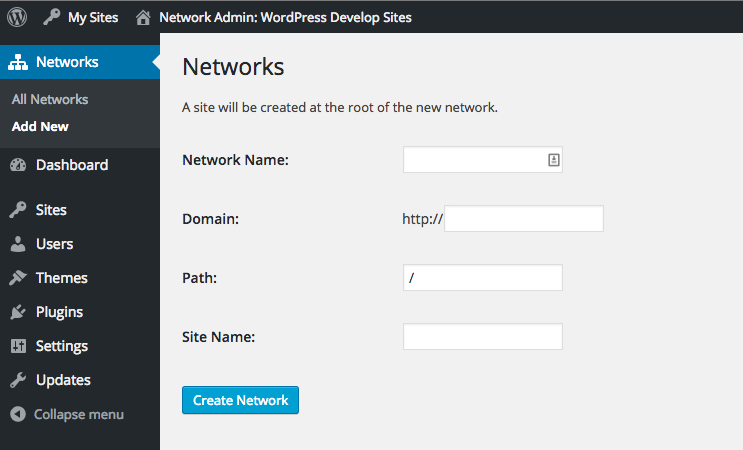 My Sites Network Admin: WordPress Develop Sites
Networks
All Networks
Add New
Dashboard
Sites
Users
Themes
Plugins
Settings
Updates
Collapse menu
Networks
A site will be created at the root of the new network.
Network Name:
Domain: http://
Path: /
Site Name:
Create Network